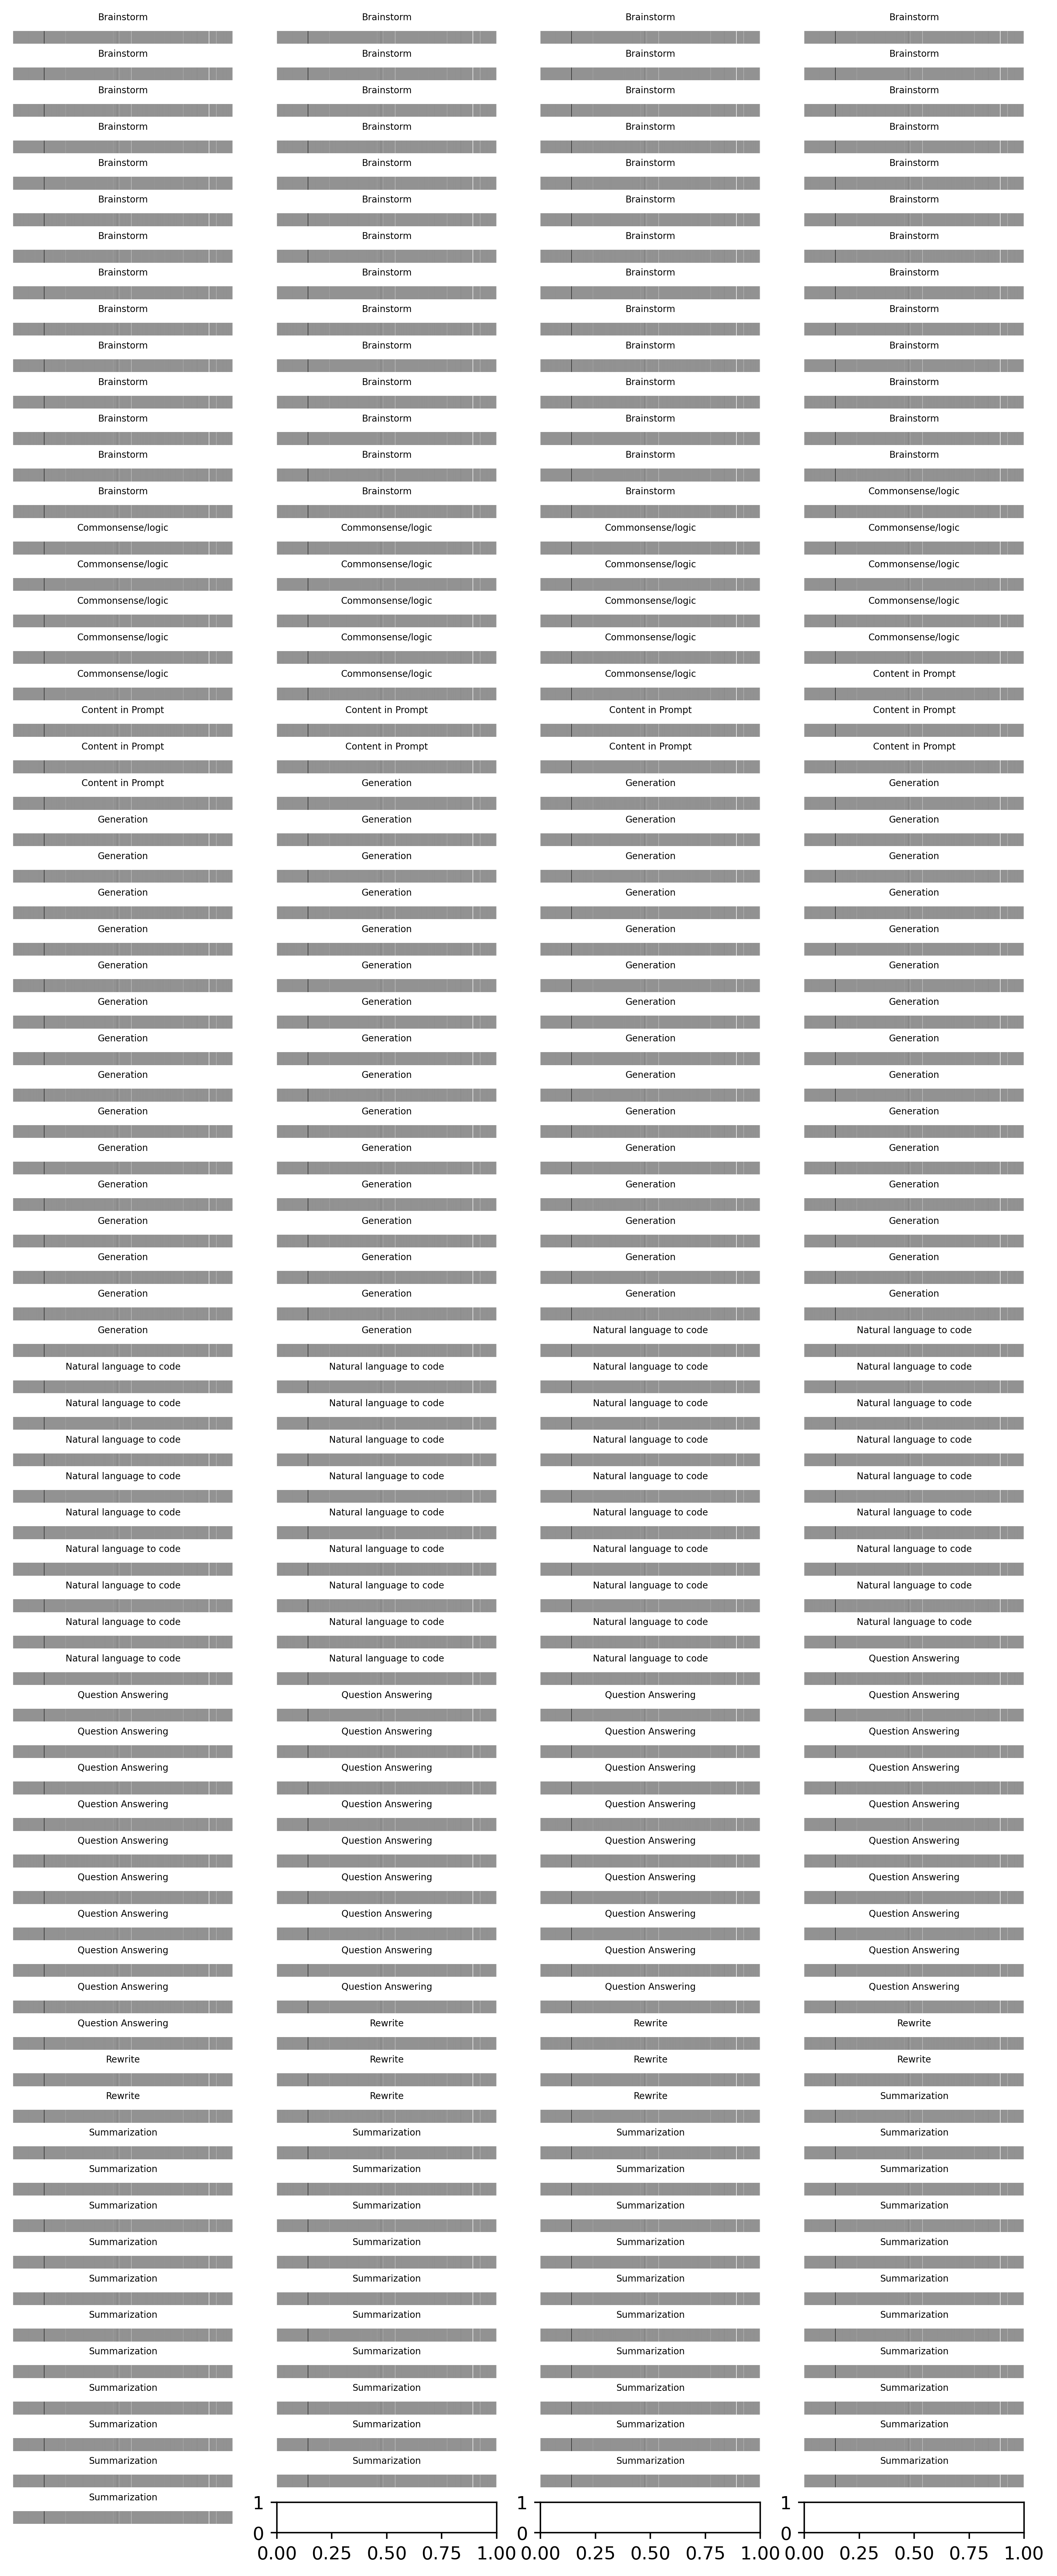 Brainstorm Brainstorm Brainstorm Brainstorm
Brainstorm Brainstorm Brainstorm Brainstorm
Brainstorm Brainstorm Brainstorm Brainstorm
Brainstorm Brainstorm Brainstorm Brainstorm
Brainstorm Brainstorm Brainstorm Brainstorm
Brainstorm Brainstorm Brainstorm Brainstorm
Brainstorm Brainstorm Brainstorm Brainstorm
Brainstorm Brainstorm Brainstorm Brainstorm
Brainstorm Brainstorm Brainstorm Brainstorm
Brainstorm Brainstorm Brainstorm Brainstorm
Brainstorm Brainstorm Brainstorm Brainstorm
Brainstorm Brainstorm Brainstorm Brainstorm
Brainstorm Brainstorm Brainstorm Brainstorm
Brainstorm Brainstorm Brainstorm Commonsense/logic
Commonsense/logic Commonsense/logic Commonsense/logic Commonsense/logic
Commonsense/logic Commonsense/logic Commonsense/logic Commonsense/logic
Commonsense/logic Commonsense/logic Commonsense/logic Commonsense/logic
Commonsense/logic Commonsense/logic Commonsense/logic Commonsense/logic
Commonsense/logic Commonsense/logic Commonsense/logic Content in Prompt
Content in Prompt Content in Prompt Content in Prompt Content in Prompt
Content in Prompt Content in Prompt Content in Prompt Content in Prompt
Content in Prompt Generation Generation Generation
Generation Generation Generation Generation
Generation Generation Generation Generation
Generation Generation Generation Generation
Generation Generation Generation Generation
Generation Generation Generation Generation
Generation Generation Generation Generation
Generation Generation Generation Generation
Generation Generation Generation Generation
Generation Generation Generation Generation
Generation Generation Generation Generation
Generation Generation Generation Generation
Generation Generation Generation Generation
Generation Generation Generation Generation
Generation Generation Generation Generation
Generation Generation Natural language to code Natural language to code
Natural language to code Natural language to code Natural language to code Natural language to code
Natural language to code Natural language to code Natural language to code Natural language to code
Natural language to code Natural language to code Natural language to code Natural language to code
Natural language to code Natural language to code Natural language to code Natural language to code
Natural language to code Natural language to code Natural language to code Natural language to code
Natural language to code Natural language to code Natural language to code Natural language to code
Natural language to code Natural language to code Natural language to code Natural language to code
Natural language to code Natural language to code Natural language to code Natural language to code
Natural language to code Natural language to code Natural language to code Question Answering
Question Answering Question Answering Question Answering Question Answering
Question Answering Question Answering Question Answering Question Answering
Question Answering Question Answering Question Answering Question Answering
Question Answering Question Answering Question Answering Question Answering
Question Answering Question Answering Question Answering Question Answering
Question Answering Question Answering Question Answering Question Answering
Question Answering Question Answering Question Answering Question Answering
Question Answering Question Answering Question Answering Question Answering
Question Answering Question Answering Question Answering Question Answering
Question Answering Rewrite Rewrite Rewrite
Rewrite Rewrite Rewrite Rewrite
Rewrite Rewrite Rewrite Summarization
Summarization Summarization Summarization Summarization
Summarization Summarization Summarization Summarization
Summarization Summarization Summarization Summarization
Summarization Summarization Summarization Summarization
Summarization Summarization Summarization Summarization
Summarization Summarization Summarization Summarization
Summarization Summarization Summarization Summarization
Summarization Summarization Summarization Summarization
Summarization Summarization Summarization Summarization
Summarization Summarization Summarization Summarization
Summarization
1 1 1
0 0 0
0.00 0.25 0.50 0.75 1.00 0.00 0.25 0.50 0.75 1.00 0.00 0.25 0.50 0.75 1.00